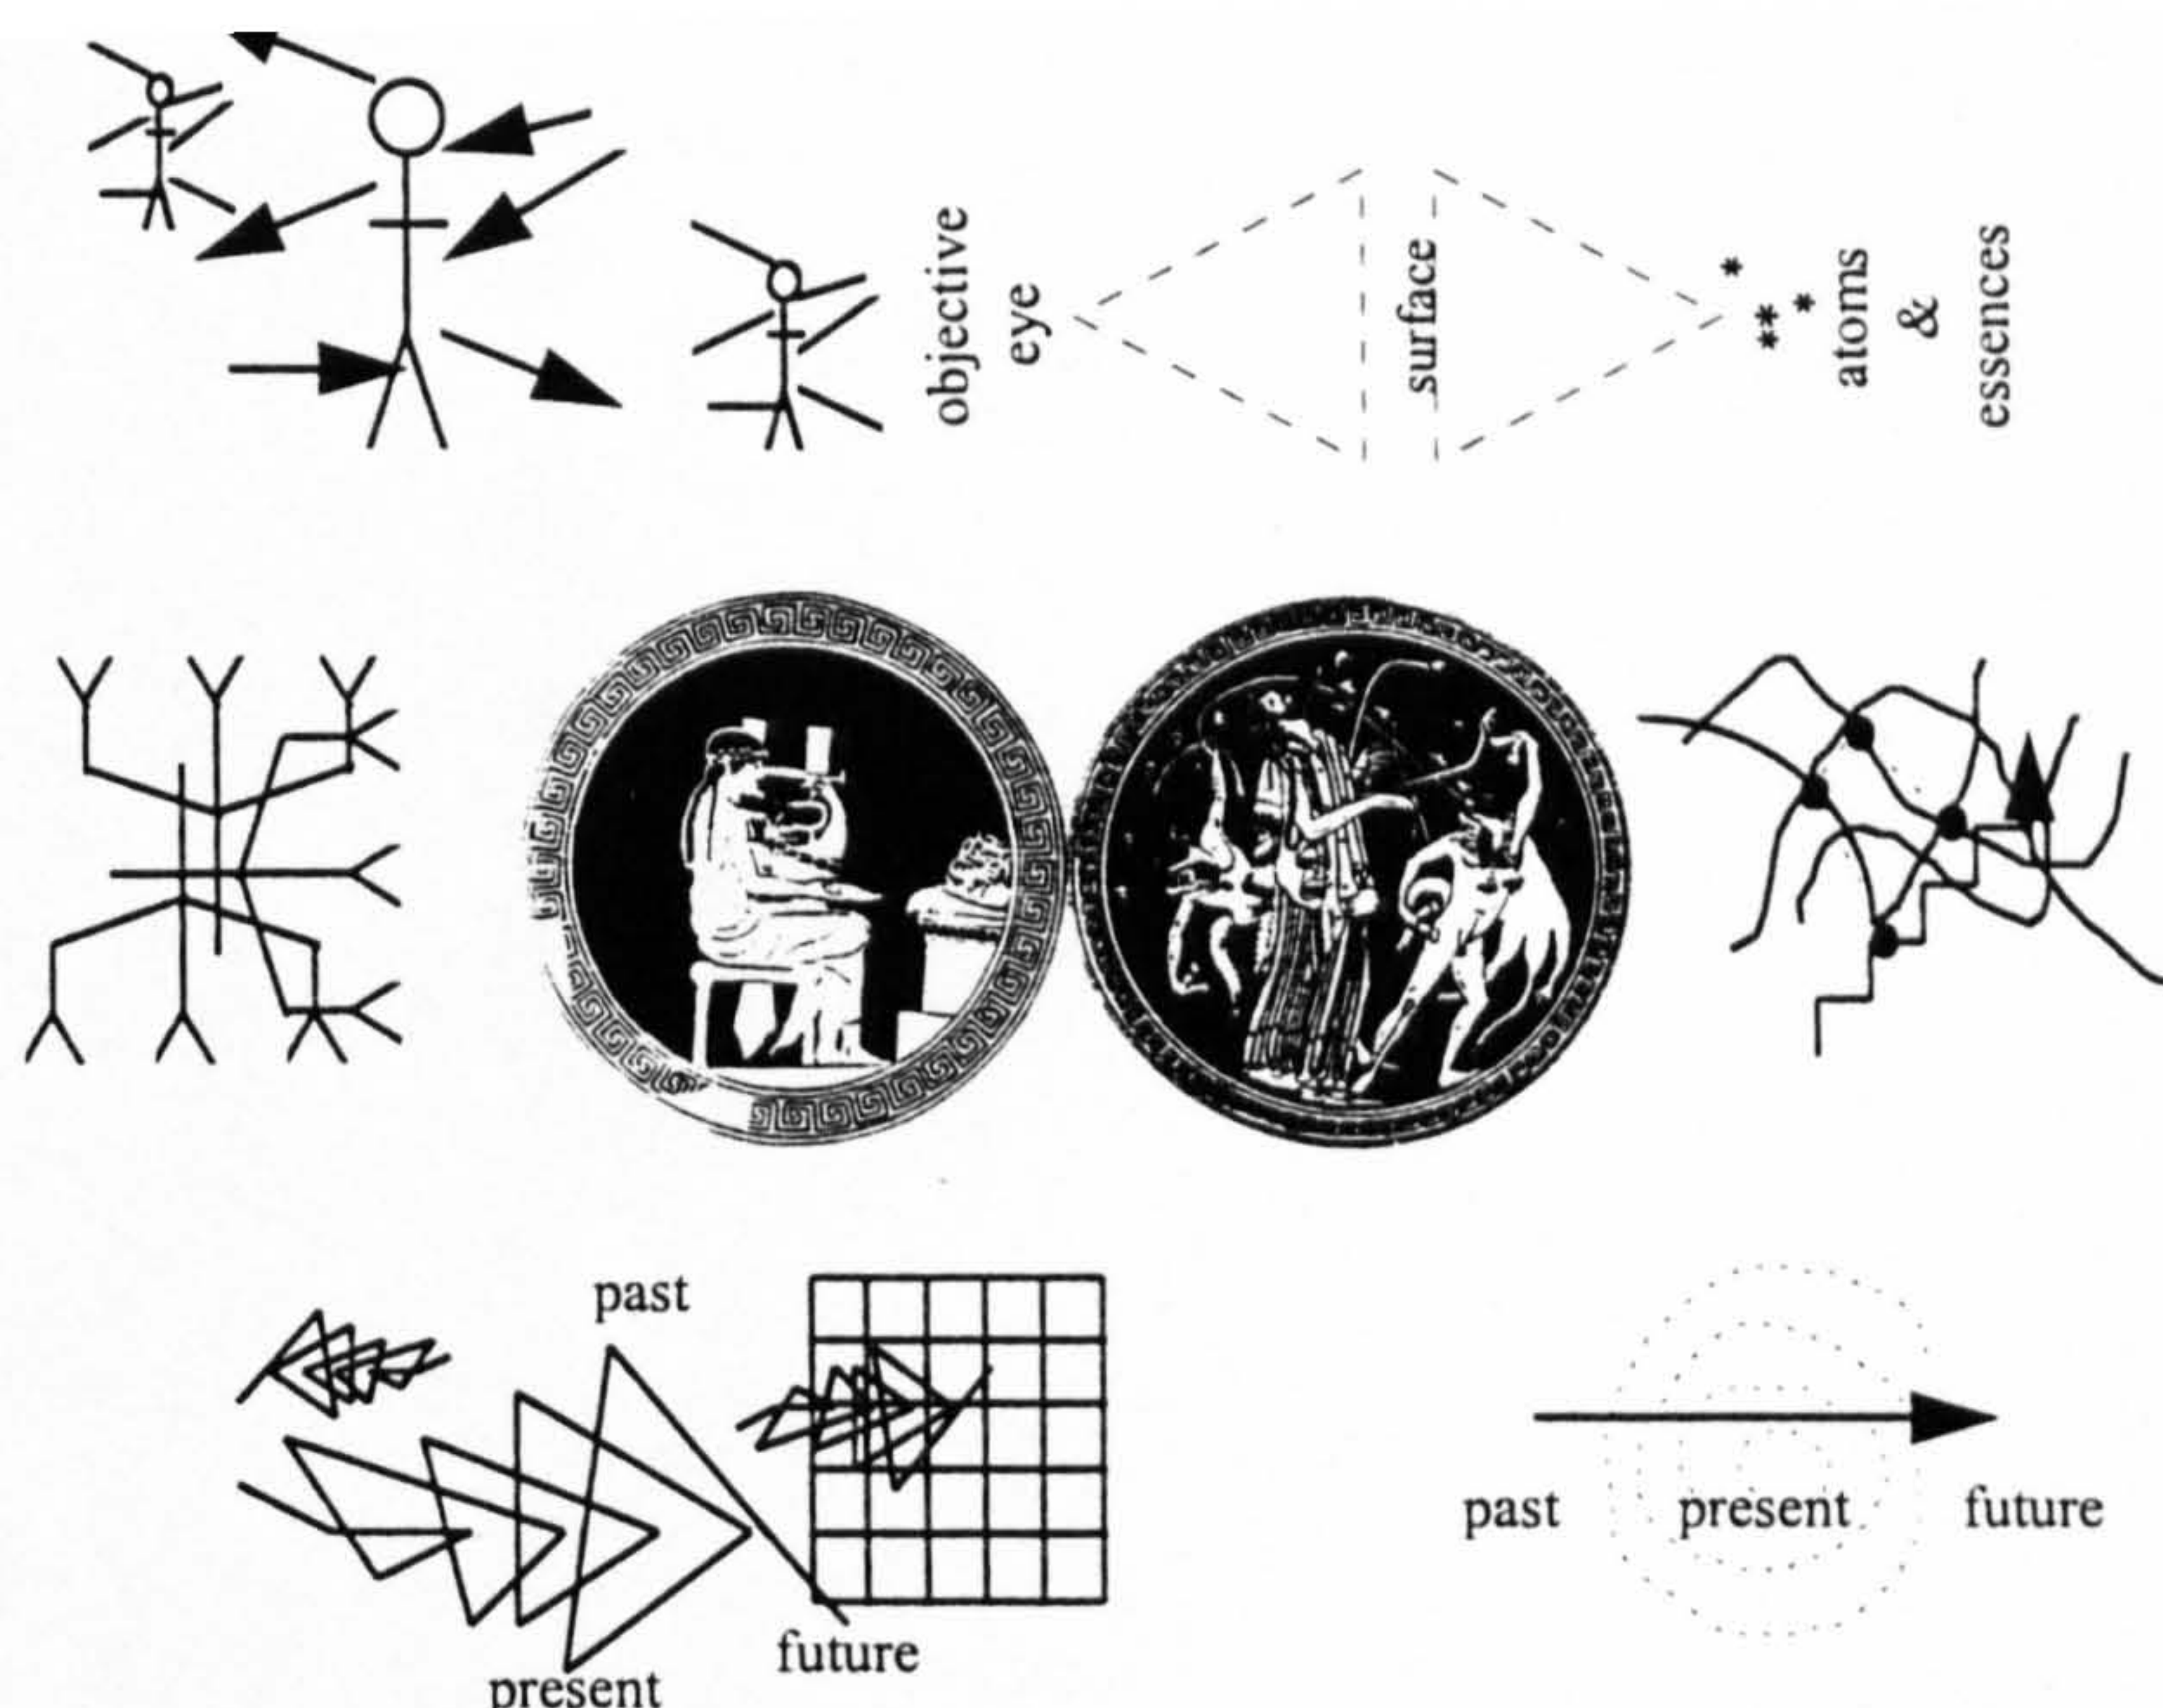 objective
eye
surface
* * ** atoms
&
essences
past
present
future
past present future